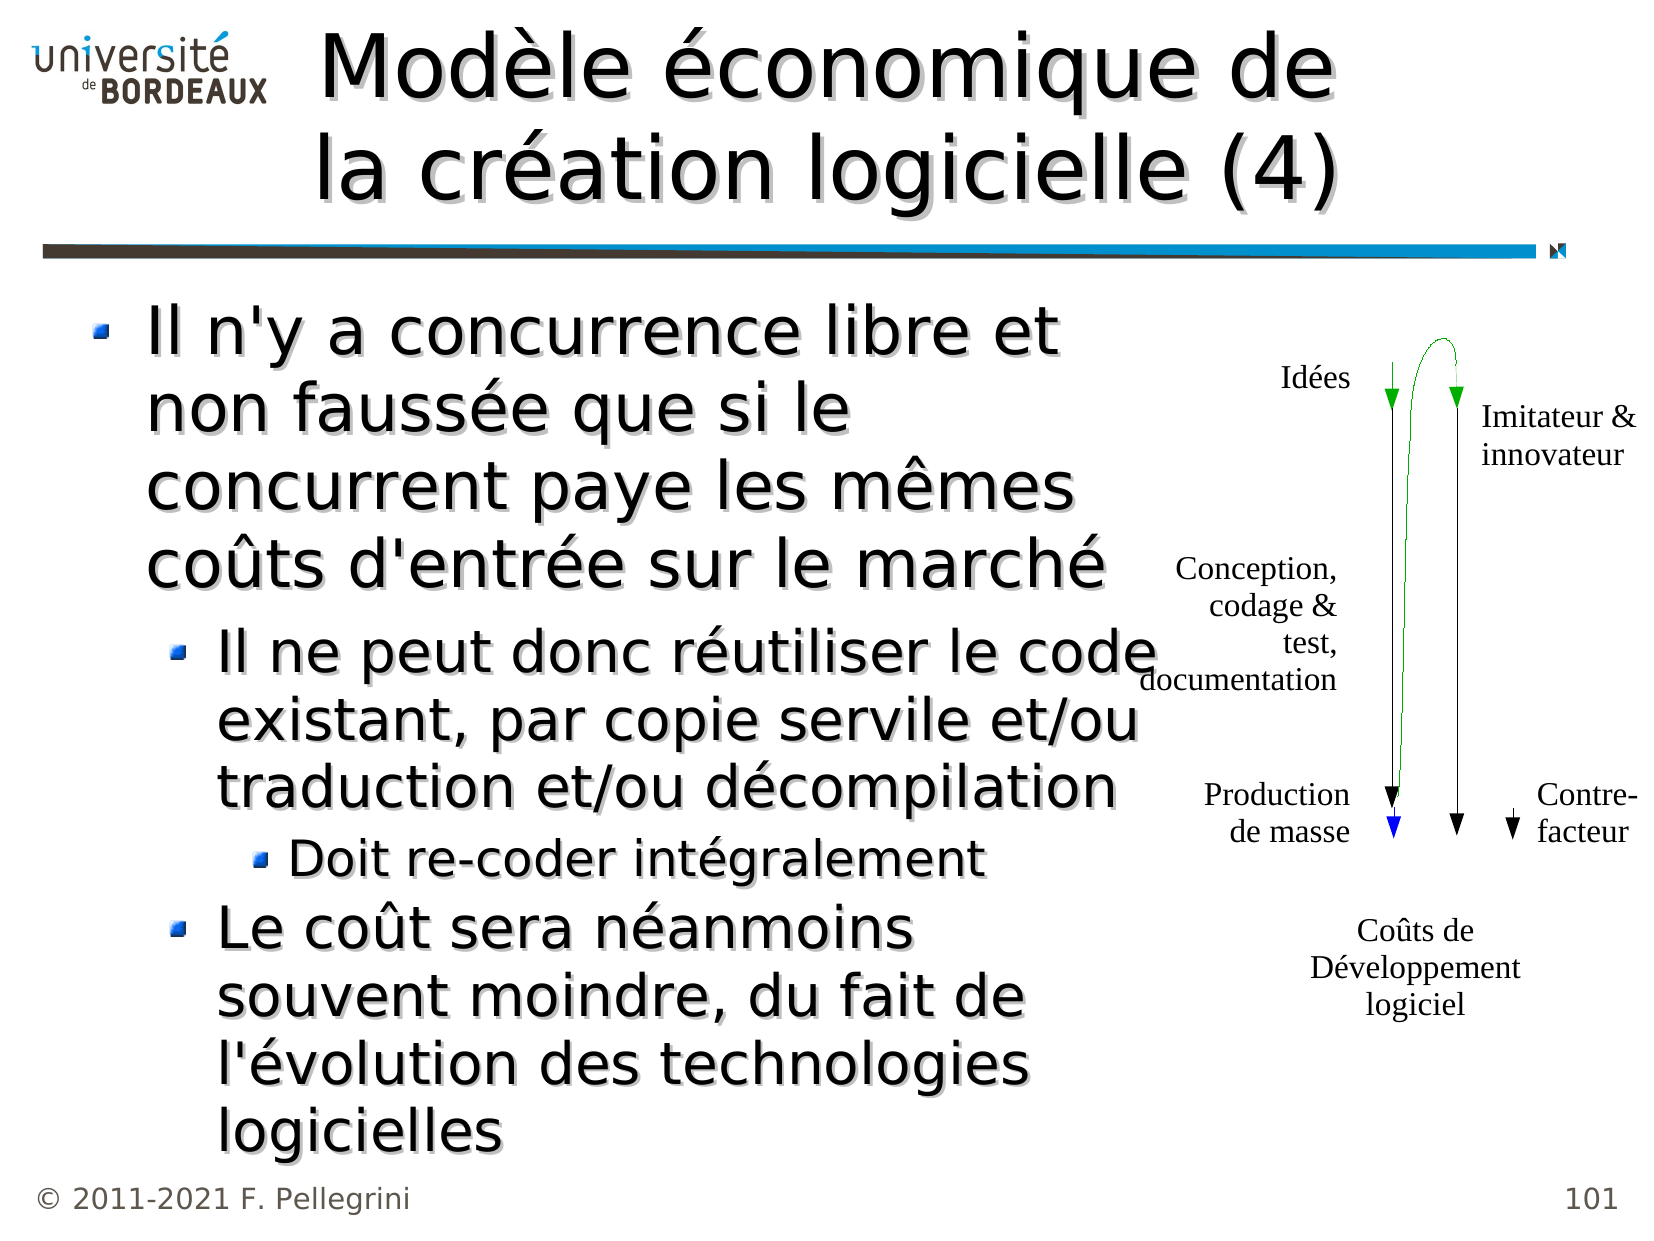 université
de BORDEAUX
Modèle économique de
la création logicielle (4)
Il n'y a concurrence libre et
non faussée que si le
concurrent paye les mêmes
coûts d'entrée sur le marché
Il ne peut donc réutiliser le code
existant, par copie servile et/ou
traduction et/ou décompilation
Doit re-coder intégralement
Le coût sera néanmoins
souvent moindre, du fait de
l'évolution des technologies
logicielles
Idées
Imitateur &
innovateur
Conception,
codage &
test,
documentation
Production
de masse
Contre-
facteur
Coûts de
Développement
logiciel
© 2011-2021 F. Pellegrini
101